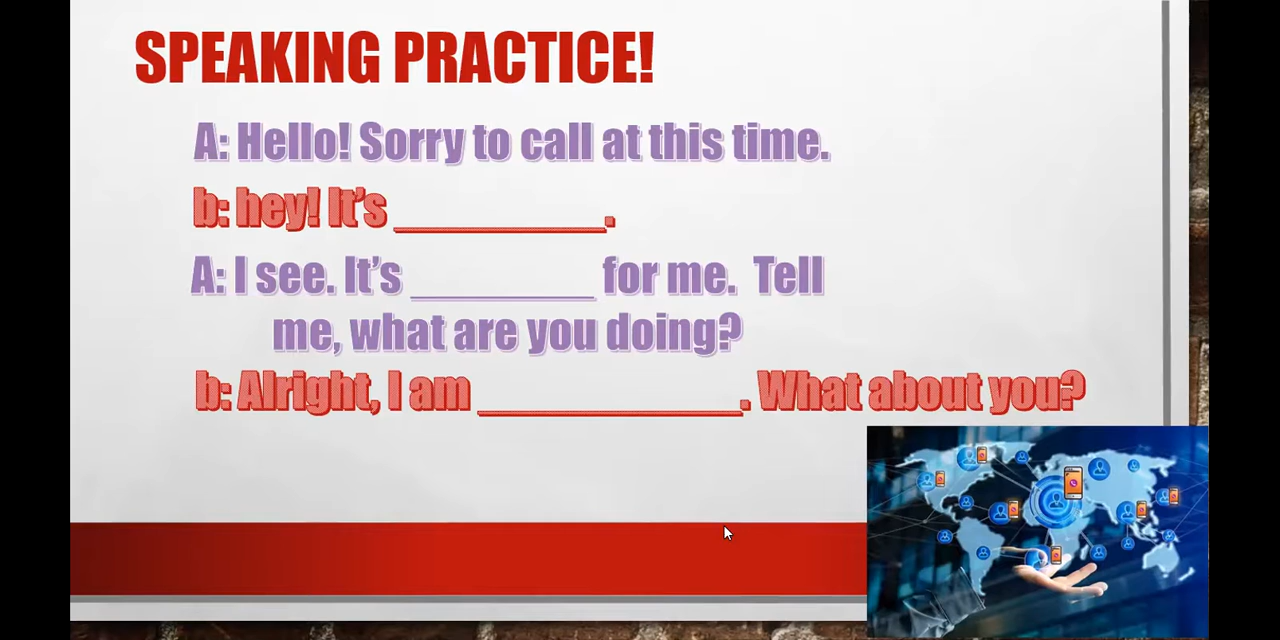 SPEAKING PRACTICE!
A: Hello! Sorry to call at this time.
b: hey! It's __________.
A: I see. It's _________ for me. Tell
me, what are you doing?
b: Alright, I am _____________. What about you?